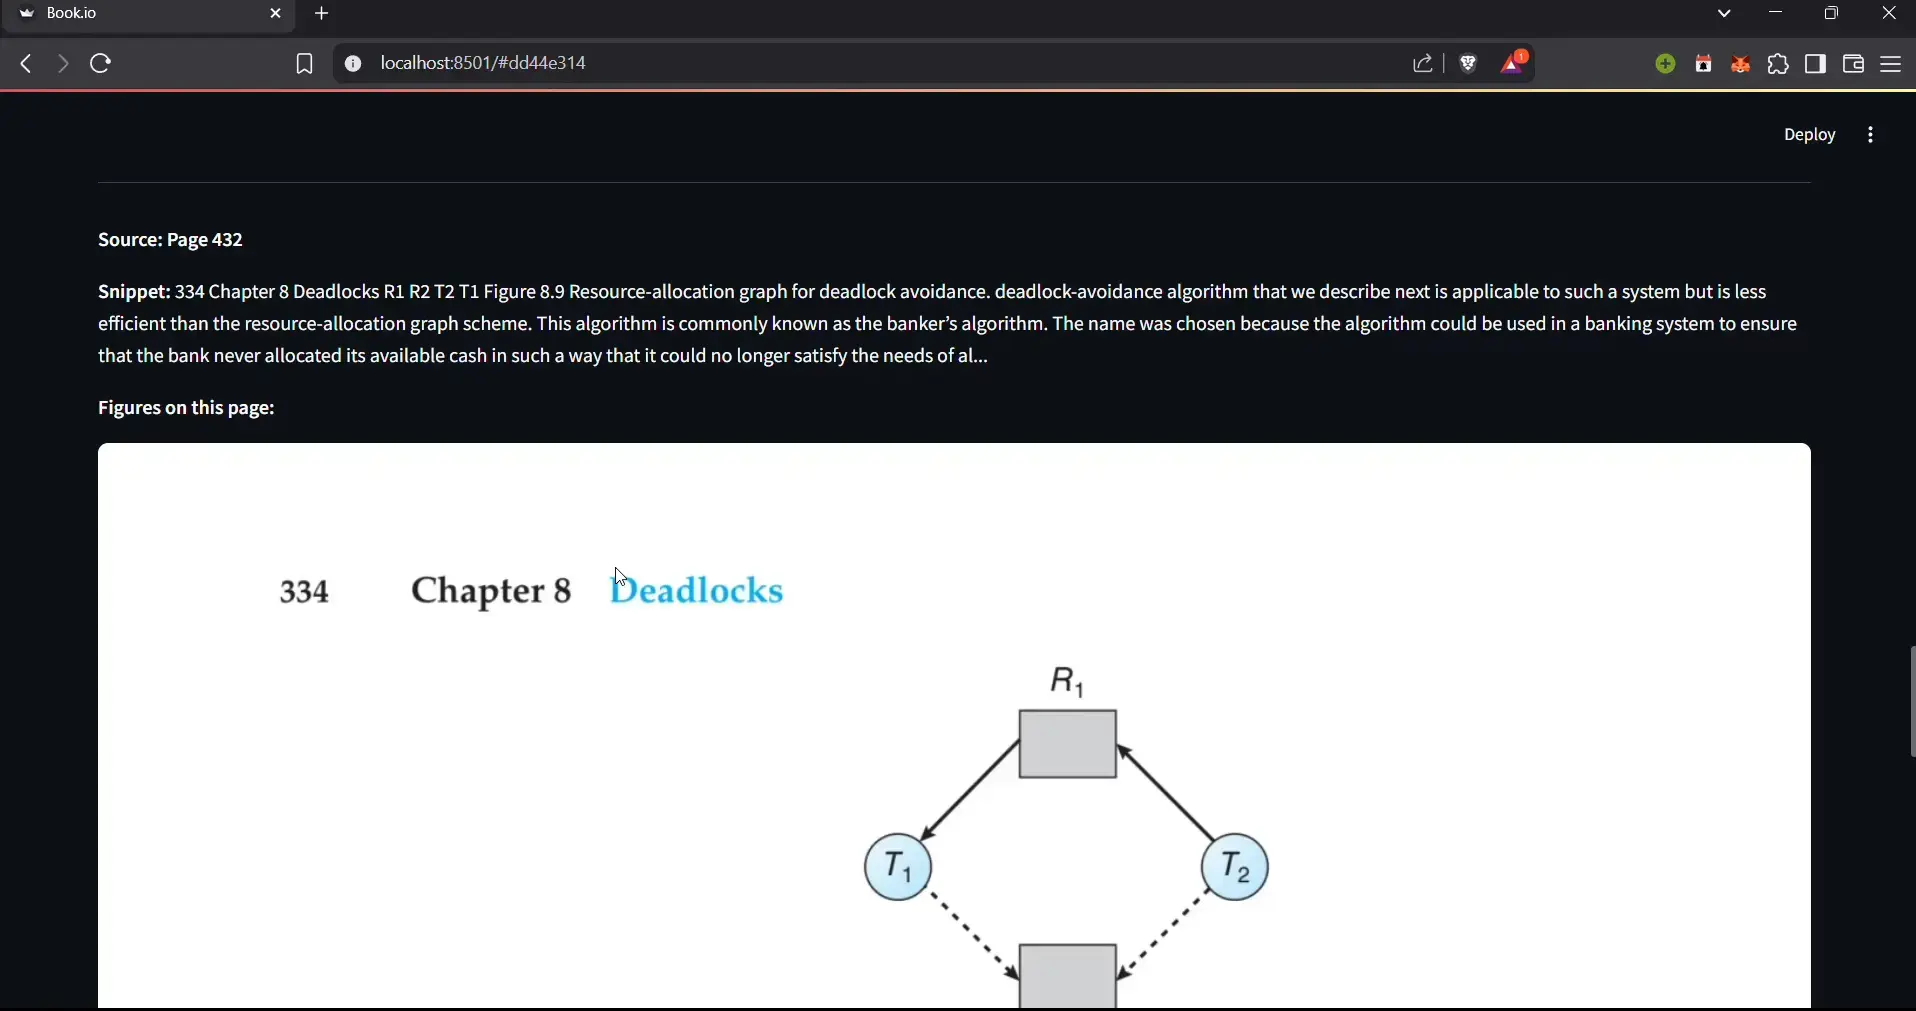 Book.io
localhost:8501/#dd44e314
1
Deploy
Source: Page 432
Snippet: 334 Chapter 8 Deadlocks R1 R2 T2 T1 Figure 8.9 Resource-allocation graph for deadlock avoidance. deadlock-avoidance algorithm that we describe next is applicable to such a system but is less
efficient than the resource-allocation graph scheme. This algorithm is commonly known as the banker’s algorithm. The name was chosen because the algorithm could be used in a banking system to ensure
that the bank never allocated its available cash in such a way that it could no longer satisfy the needs of al...
Figures on this page:
334 Chapter 8 Deadlocks
R1
T1 T2